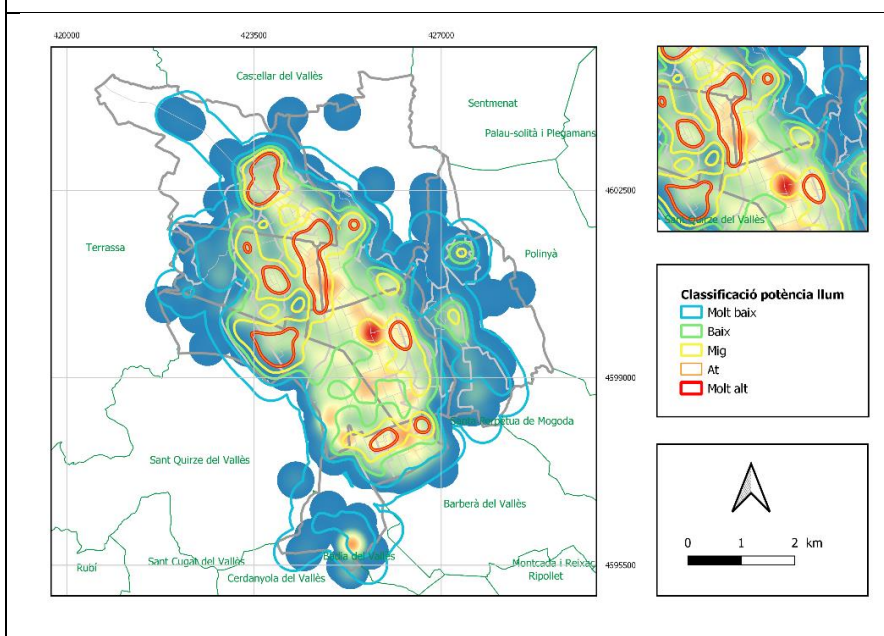 420000
423500
427000
Castellar del Vallès
Sentmenat
Palau-solità i Plegamans
4602500
Terrassa
Polinyà
4599000
Santa Perpètua de Mogoda
Sant Quirze del Vallès
Barberà del Vallès
Badia del Vallès
4595500
Rubí
Sant Cugat del Vallès
Cerdanyola del Vallès
Montcada i Reixac
Ripollet
Sant Quirze del Vallès
Classificació potència llum
Molt baix
Baix
Mig
At
Molt alt
0 1 2 km